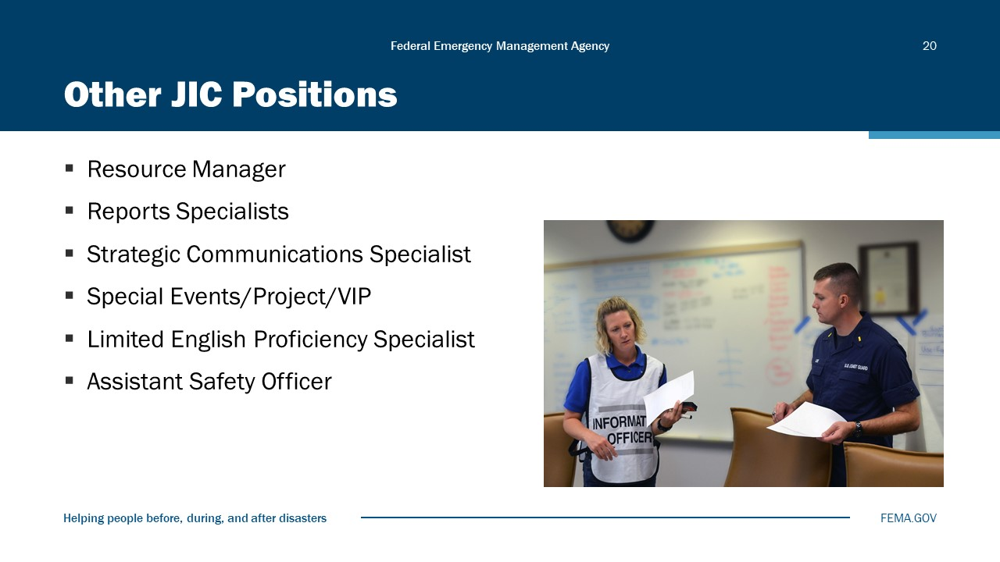 Federal Emergency Management Agency
20
Other JIC Positions
Resource Manager
Reports Specialists
Strategic Communications Specialist
Special Events/Project/VIP
Limited English Proficiency Specialist
Assistant Safety Officer
U.S. COAST GUARD
INFORMAT
OFFICER
Helping people before, during, and after disasters
FEMA.GOV